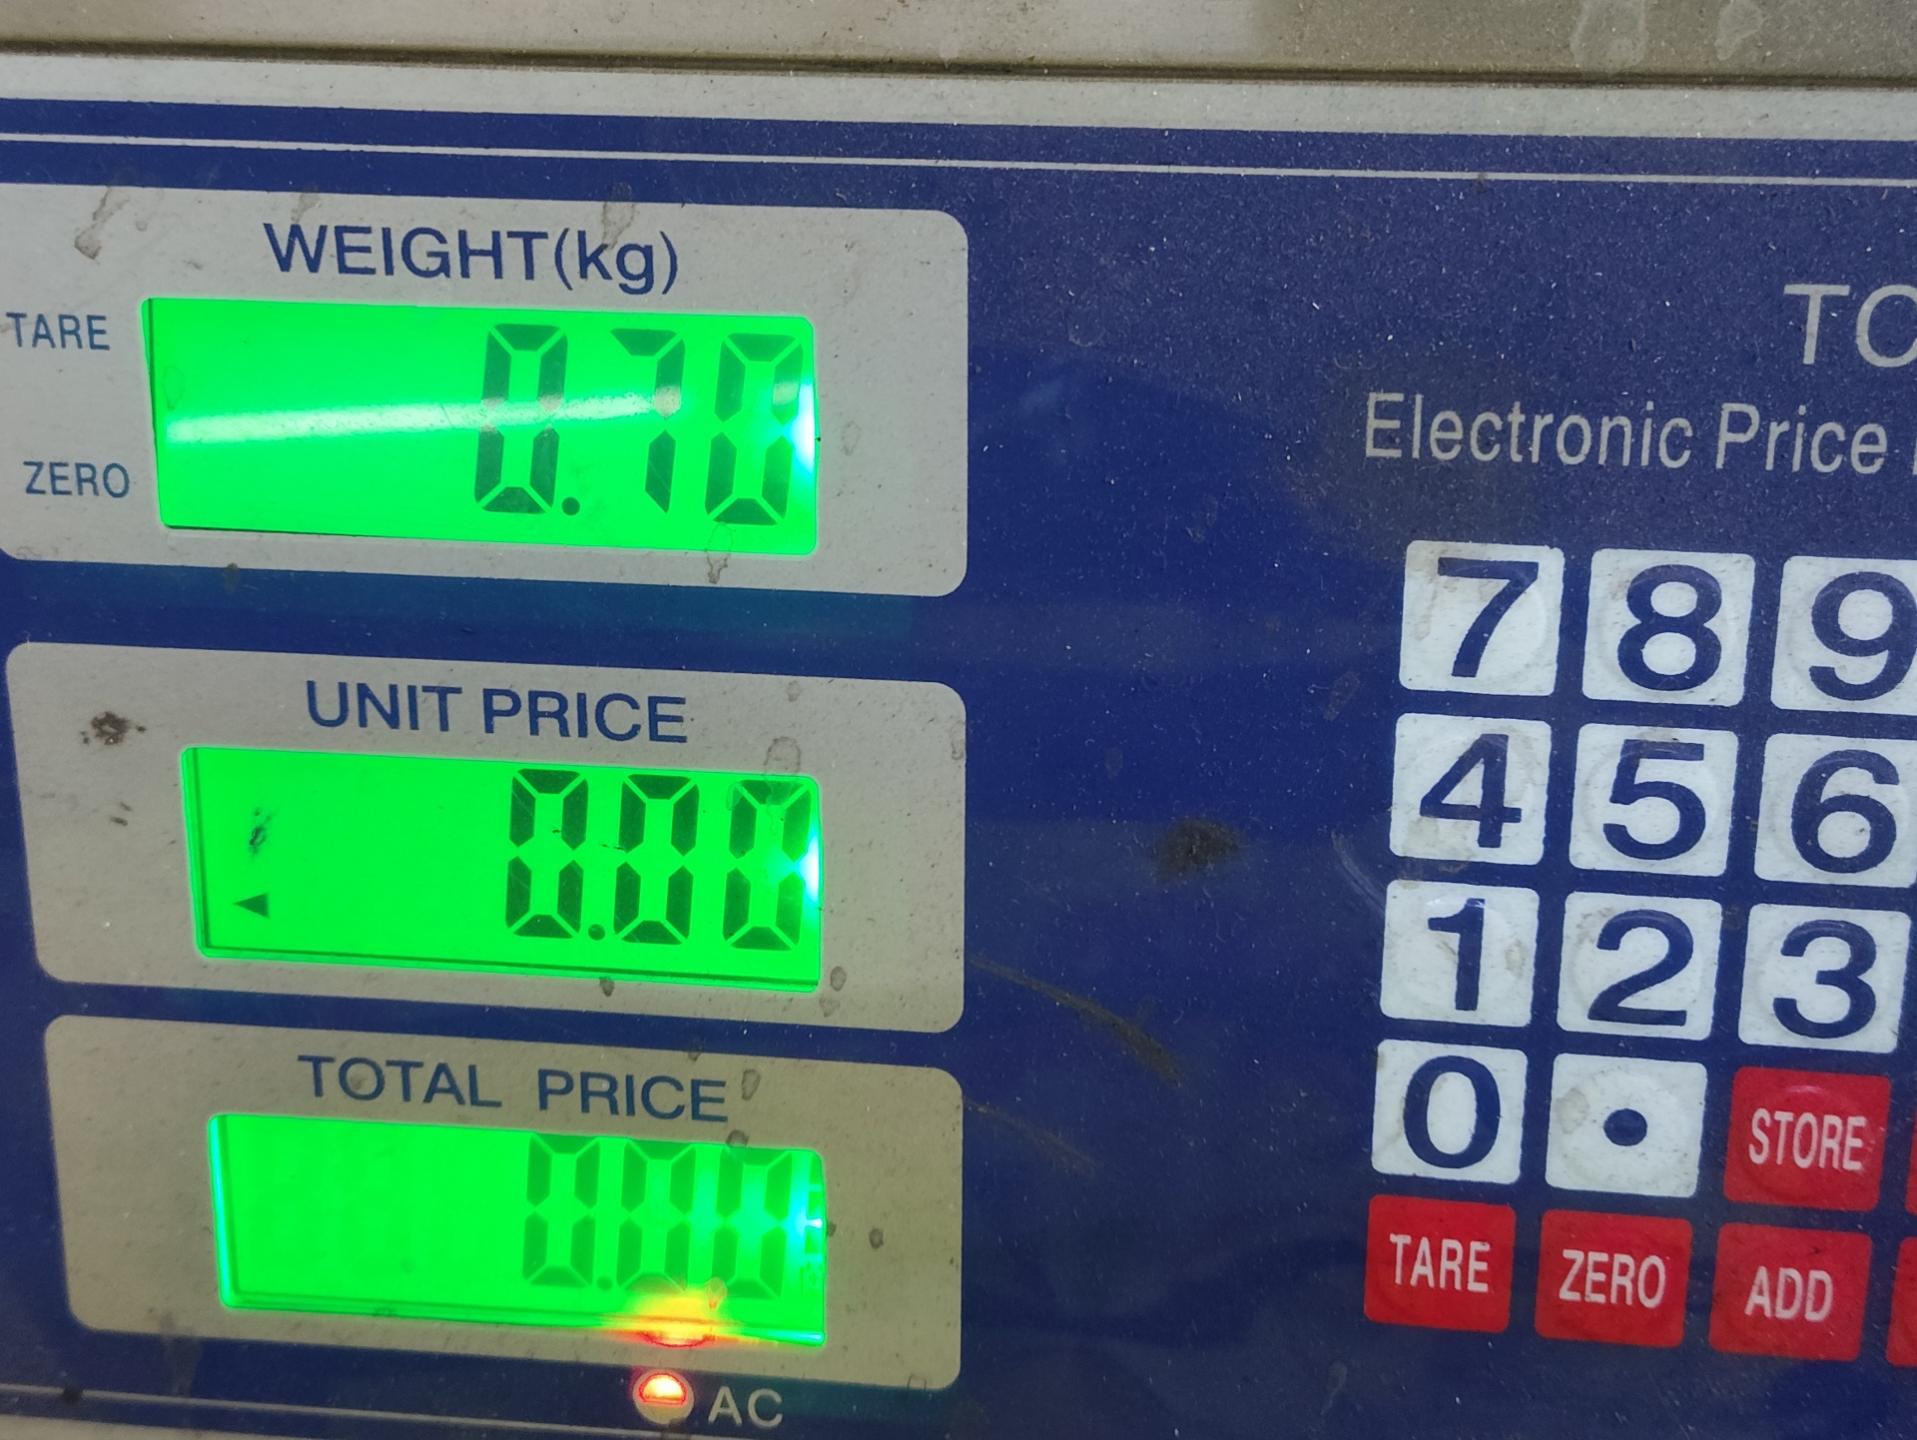 WEIGHT(kg)
TARE
0.70
ZERO
UNIT PRICE
0.00
TOTAL PRICE
0.00
AC
Electronic Price
7 8 9
4 5 6
1 2 3
0 . STORE
TARE ZERO ADD